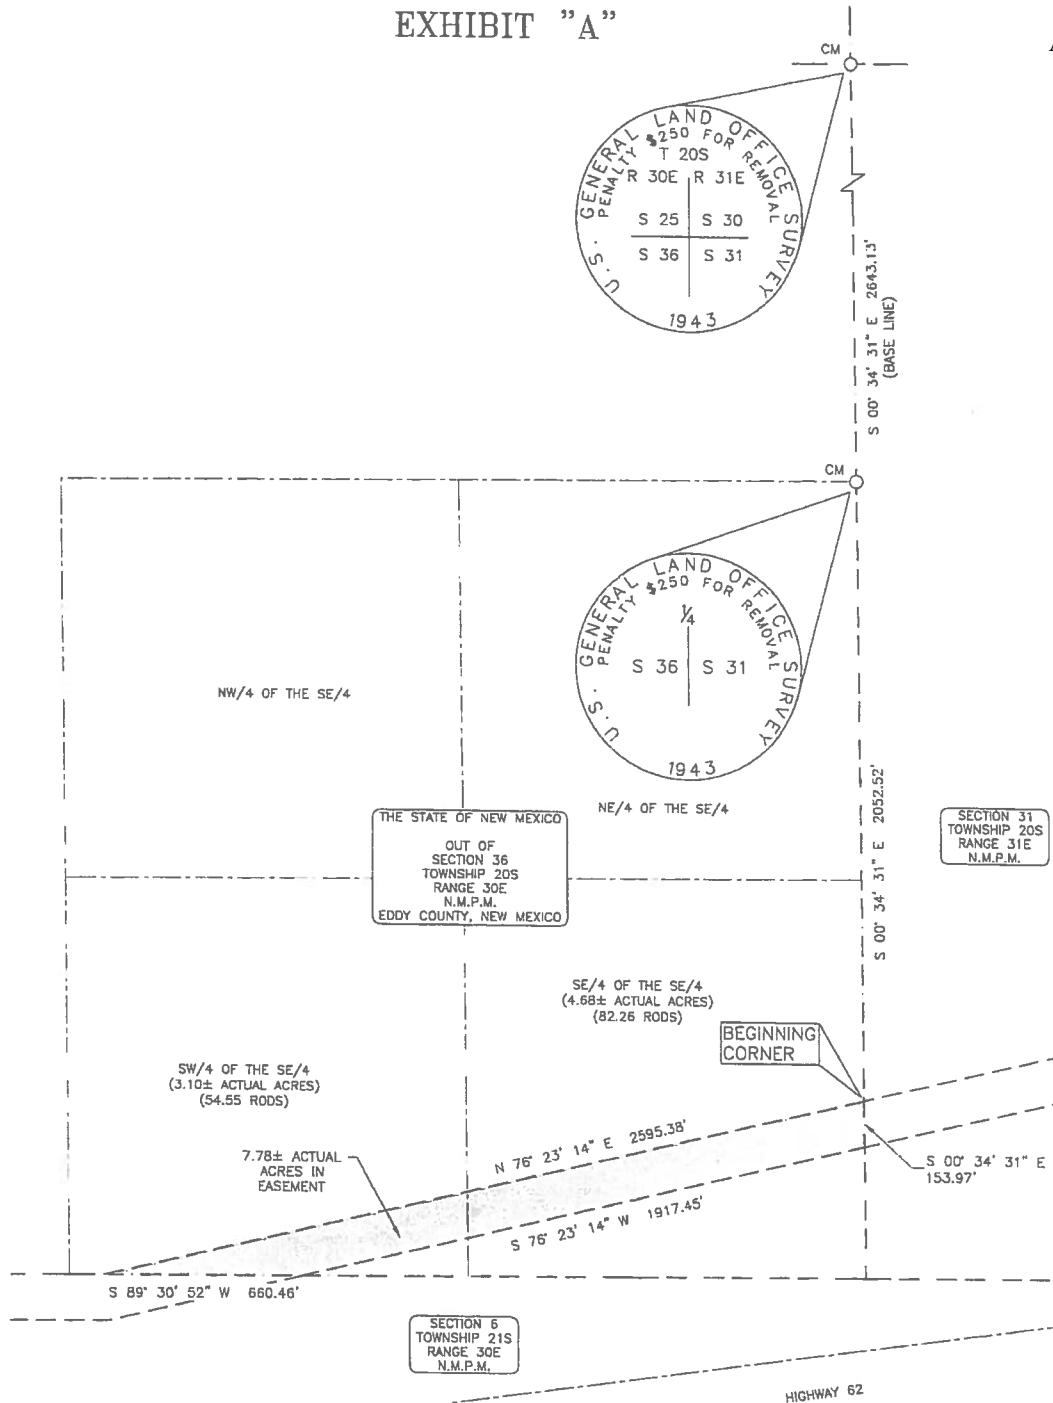 EXHIBIT "A"
CM
U.S. GENERAL LAND OFFICE SURVEY
PENALTY $250 FOR REMOVAL
T 20S
R 30E R 31E
S 25 S 30
S 36 S 31
1943
S 00° 34' 31" E 2643.13'
(BASE LINE)
CM
U.S. GENERAL LAND OFFICE SURVEY
PENALTY $250 FOR REMOVAL
1/4
S 36 S 31
1943
NW/4 OF THE SE/4
NE/4 OF THE SE/4
S 00° 34' 31" E 2052.52'
THE STATE OF NEW MEXICO
OUT OF
SECTION 36
TOWNSHIP 20S
RANGE 30E
N.M.P.M.
EDDY COUNTY, NEW MEXICO
SECTION 31
TOWNSHIP 20S
RANGE 31E
N.M.P.M.
SE/4 OF THE SE/4
(4.68± ACTUAL ACRES)
(82.26 RODS)
BEGINNING
CORNER
SW/4 OF THE SE/4
(3.10± ACTUAL ACRES)
(54.55 RODS)
7.78± ACTUAL
ACRES IN
EASEMENT
N 76° 23' 14" E 2595.38'
S 76° 23' 14" W 1917.45'
S 00° 34' 31" E
153.97'
S 89° 30' 52" W 660.46'
SECTION 6
TOWNSHIP 21S
RANGE 30E
N.M.P.M.
HIGHWAY 62